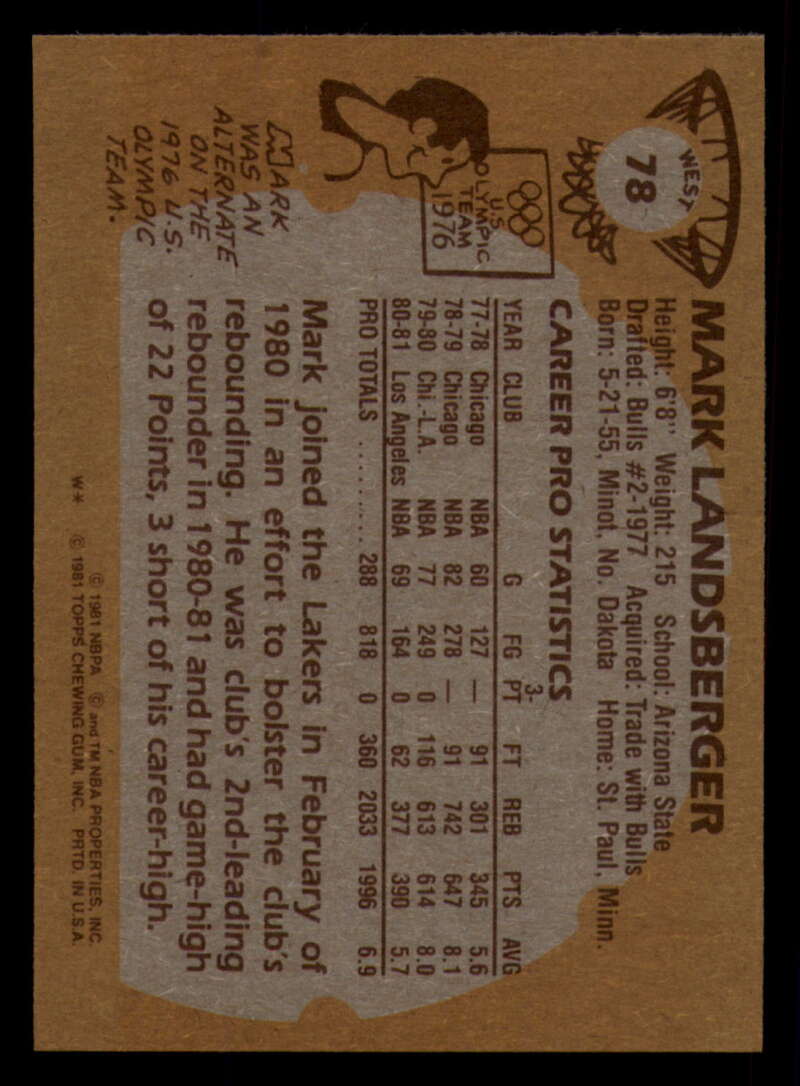 WEST
78
MARK LANDSBERGER
Height: 6'8" Weight: 215 School: Arizona State
Drafted: Bulls #2-1977 Acquired: Trade with Bulls
Born: 5-21-55, Minot, No. Dakota Home: St. Paul, Minn.
CAREER PRO STATISTICS
YEAR CLUB G FG 3-PT FT REB PTS AVG
77-78 Chicago NBA 60 127 — 91 301 345 5.6
78-79 Chicago NBA 82 278 — 91 742 647 8.1
79-80 Chi.-L.A. NBA 77 249 0 116 613 614 8.0
80-81 Los Angeles NBA 69 164 0 62 377 390 5.7
PRO TOTALS .......... 288 818 0 360 2033 1996 6.9
U.S.
OLYMPIC
TEAM
1976
MARK
WAS AN
ALTERNATE
ON THE
1976 U.S.
OLYMPIC
TEAM.
Mark joined the Lakers in February of
1980 in an effort to bolster the club's
rebounding. He was club's 2nd-leading
rebounder in 1980-81 and had game-high
of 22 Points, 3 short of his career-high.
© 1981 NBPA © and TM NBA PROPERTIES, INC.
W* © 1981 TOPPS CHEWING GUM, INC. PRTD. IN U.S.A.